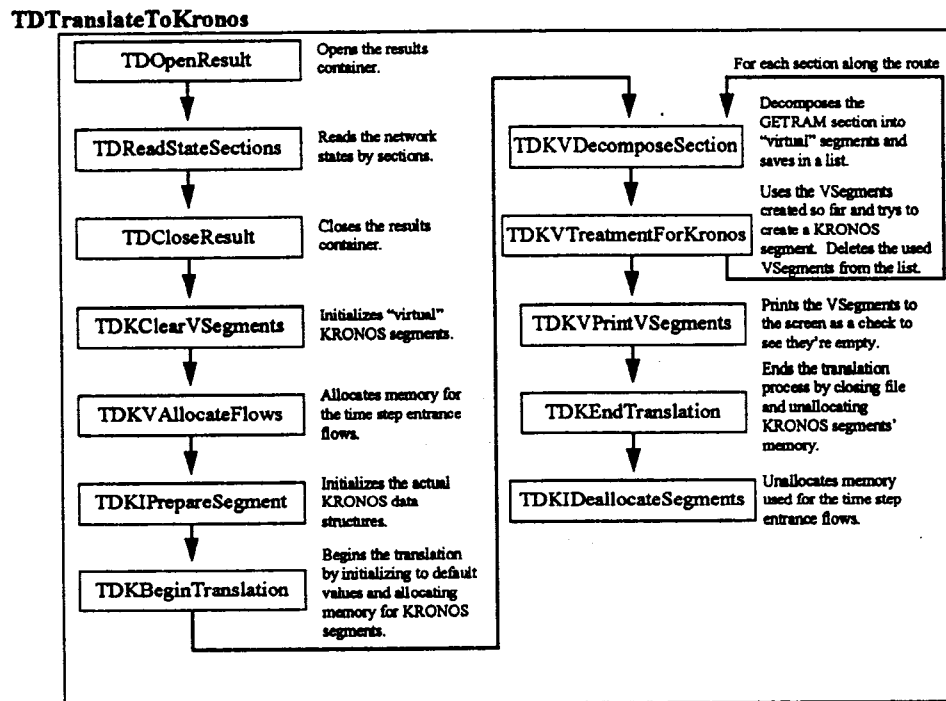 TDTranslateToKronos
TDOpenResult
Opens the results
container.
TDReadStateSections
Reads the network
states by sections.
TDCloseResult
Closes the results
container.
TDKClearVSegments
Initializes "virtual"
KRONOS segments.
TDKVAllocateFlows
Allocates memory for
the time step entrance
flows.
TDKIPrepareSegment
Initializes the actual
KRONOS data
structures.
TDKBeginTranslation
Begins the translation
by initializing to default
values and allocating
memory for KRONOS
segments.
For each section along the route
TDKVDecomposeSection
Decomposes the
GETRAM section into
"virtual" segments and
saves in a list.
TDKVTreatmentForKronos
Uses the VSegments
created so far and trys to
create a KRONOS
segment. Deletes the used
VSegments from the list.
TDKVPrintVSegments
Prints the VSegments to
the screen as a check to
see they're empty.
TDKEndTranslation
Ends the translation
process by closing file
and unallocating
KRONOS segments'
memory.
TDKIDeallocateSegments
Unallocates memory
used for the time step
entrance flows.